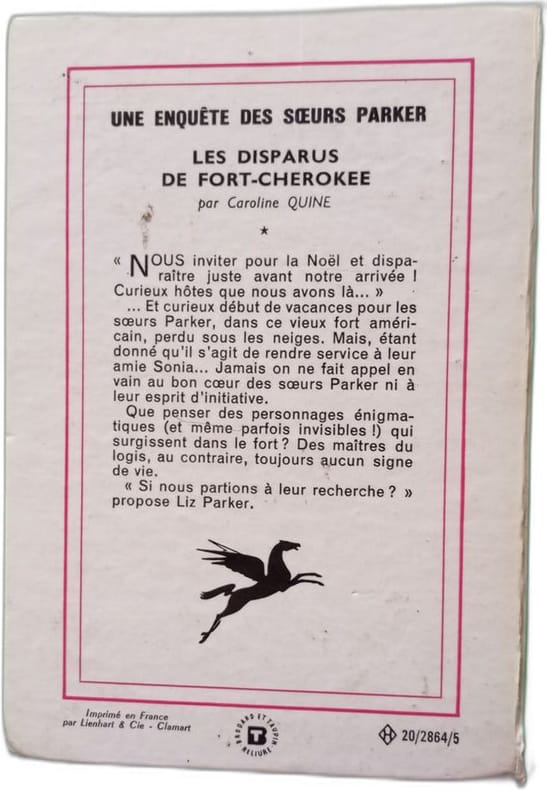 UNE ENQUÊTE DES SŒURS PARKER
LES DISPARUS
DE FORT-CHEROKEE
par Caroline QUINE
★
« NOUS inviter pour la Noël et dispa-
raître juste avant notre arrivée !
Curieux hôtes que nous avons là... »
... Et curieux début de vacances pour les
sœurs Parker, dans ce vieux fort améri-
cain, perdu sous les neiges. Mais, étant
donné qu'il s'agit de rendre service à leur
amie Sonia... Jamais on ne fait appel en
vain au bon cœur des sœurs Parker ni à
leur esprit d'initiative.
Que penser des personnages énigma-
tiques (et même parfois invisibles !) qui
surgissent dans le fort ? Des maîtres du
logis, au contraire, toujours aucun signe
de vie.
« Si nous partions à leur recherche ? »
propose Liz Parker.
Imprimé en France
par Lienhart & Cie - Clamart
BRODARD ET TAUPIN
RELIURE
H 20/2864/5